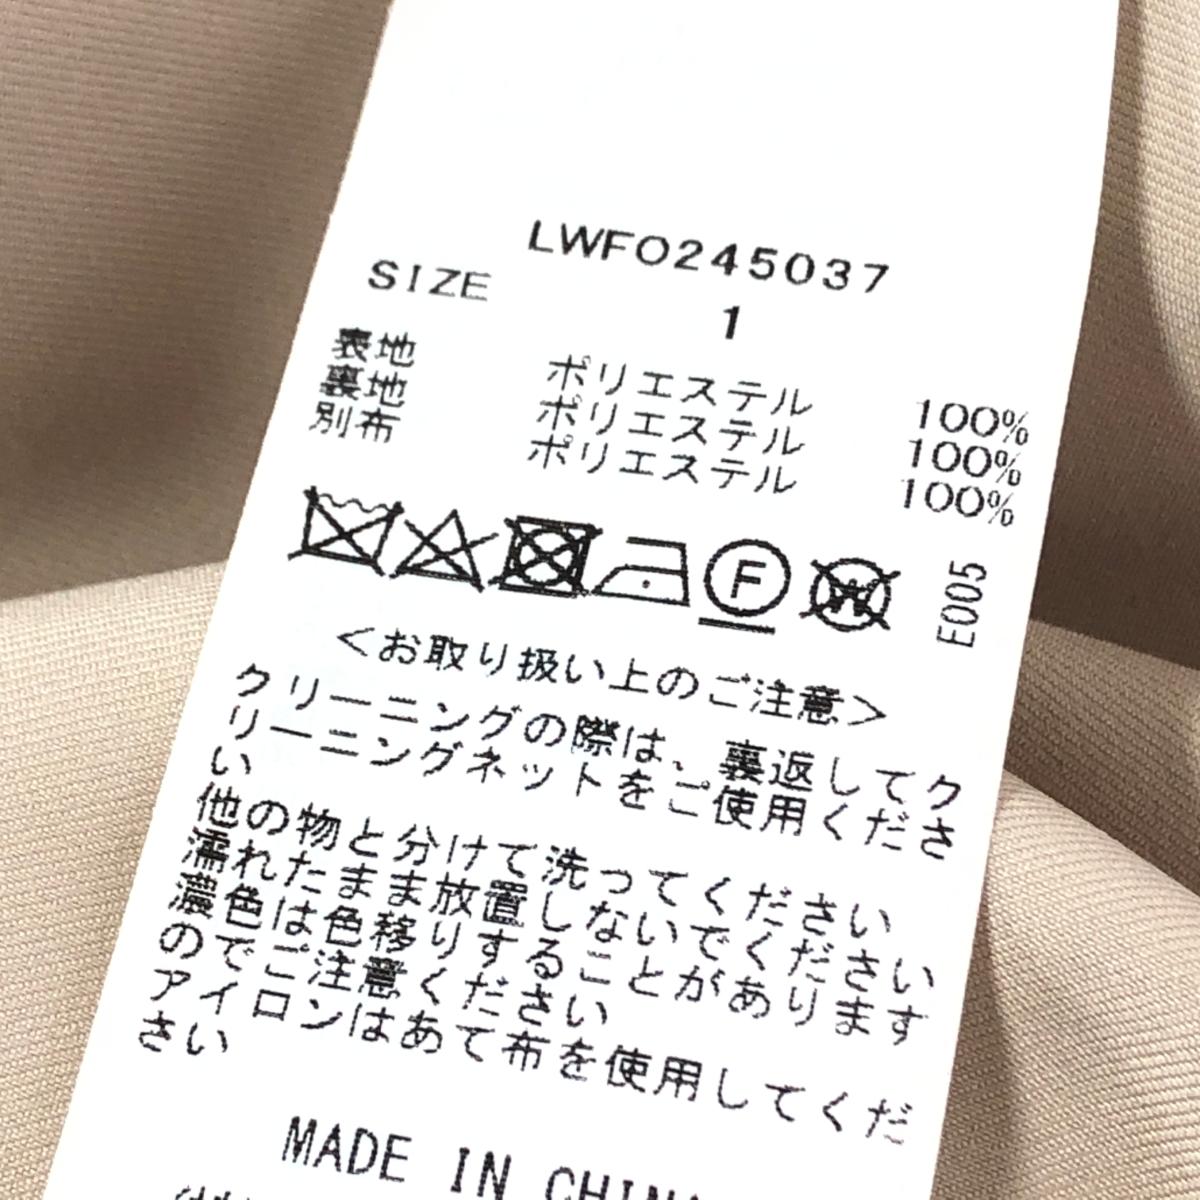 LWFO245037
SIZE 1
表地 ポリエステル 100%
裏地 ポリエステル 100%
別布 ポリエステル 100%
F W E005
<お取り扱い上のご注意>
クリーニングの際は、裏返してク
リーニングネットをご使用くださ
い
他の物と分けて洗ってください
濡れたまま放置しないでください
濃色は色移りすることがあります
のでご注意ください
アイロンはあて布を使用してくだ
さい
MADE IN CHINA